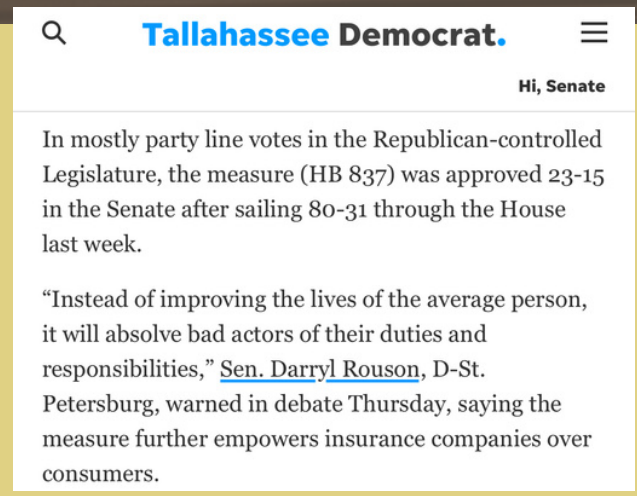 Tallahassee Democrat.
Hi, Senate
In mostly party line votes in the Republican-controlled
Legislature, the measure (HB 837) was approved 23-15
in the Senate after sailing 80-31 through the House
last week.
“Instead of improving the lives of the average person,
it will absolve bad actors of their duties and
responsibilities,” Sen. Darryl Rouson, D-St.
Petersburg, warned in debate Thursday, saying the
measure further empowers insurance companies over
consumers.